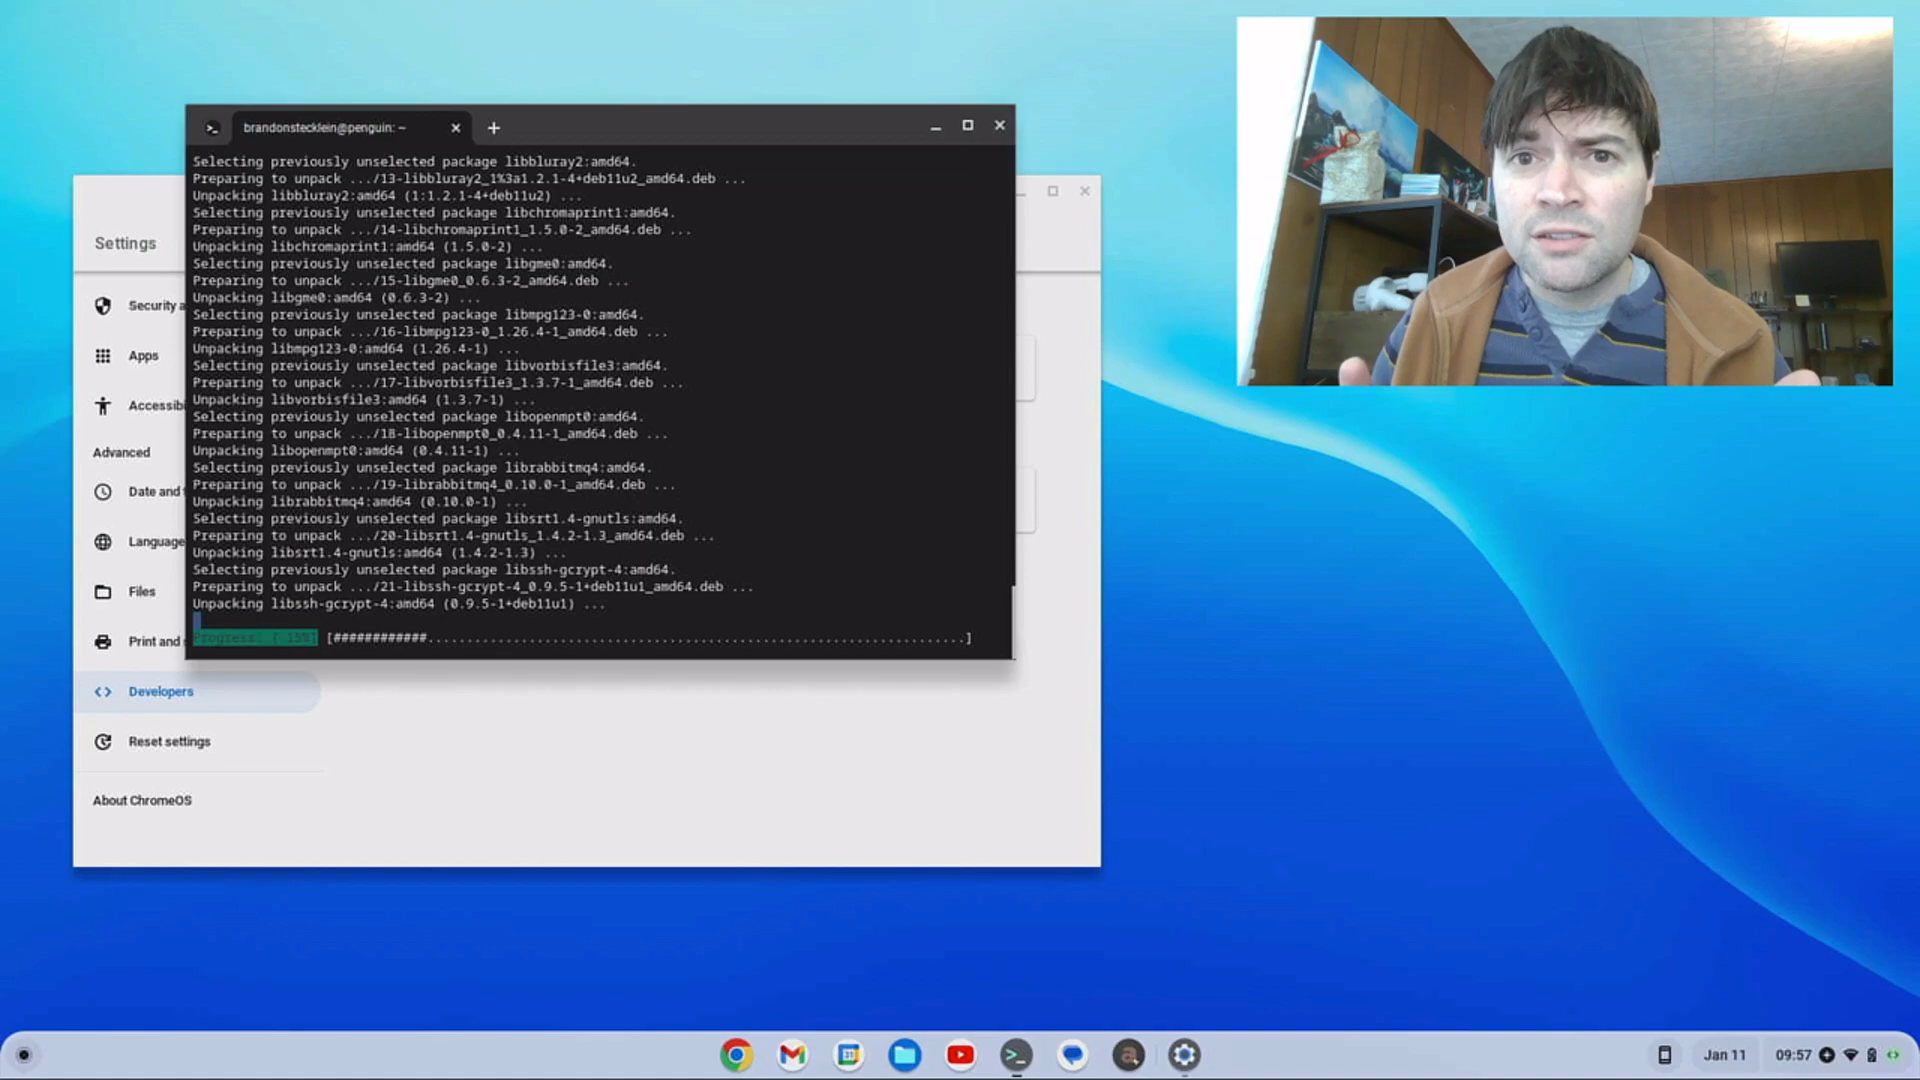 brandonstecklein@penguin: ~
Selecting previously unselected package libbluray2:amd64.
Preparing to unpack .../13-libbluray2_1%3a1.2.1-4+deb11u2_amd64.deb ...
Unpacking libbluray2:amd64 (1:1.2.1-4+deb11u2) ...
Selecting previously unselected package libchromaprint1:amd64.
Preparing to unpack .../14-libchromaprint1_1.5.0-2_amd64.deb ...
Unpacking libchromaprint1:amd64 (1.5.0-2) ...
Selecting previously unselected package libgme0:amd64.
Preparing to unpack .../15-libgme0_0.6.3-2_amd64.deb ...
Unpacking libgme0:amd64 (0.6.3-2) ...
Selecting previously unselected package libmpg123-0:amd64.
Preparing to unpack .../16-libmpg123-0_1.26.4-1_amd64.deb ...
Unpacking libmpg123-0:amd64 (1.26.4-1) ...
Selecting previously unselected package libvorbisfile3:amd64.
Preparing to unpack .../17-libvorbisfile3_1.3.7-1_amd64.deb ...
Unpacking libvorbisfile3:amd64 (1.3.7-1) ...
Selecting previously unselected package libopenmpt0:amd64.
Preparing to unpack .../18-libopenmpt0_0.4.11-1_amd64.deb ...
Unpacking libopenmpt0:amd64 (0.4.11-1) ...
Selecting previously unselected package librabbitmq4:amd64.
Preparing to unpack .../19-librabbitmq4_0.10.0-1_amd64.deb ...
Unpacking librabbitmq4:amd64 (0.10.0-1) ...
Selecting previously unselected package libsrt1.4-gnutls:amd64.
Preparing to unpack .../20-libsrt1.4-gnutls_1.4.2-1.3_amd64.deb ...
Unpacking libsrt1.4-gnutls:amd64 (1.4.2-1.3) ...
Selecting previously unselected package libssh-gcrypt-4:amd64.
Preparing to unpack .../21-libssh-gcrypt-4_0.9.5-1+deb11u1_amd64.deb ...
Unpacking libssh-gcrypt-4:amd64 (0.9.5-1+deb11u1) ...
Progress: [ 15%] [############.....................................................................]
Settings
Security a
Apps
Accessibi
Advanced
Date and t
Language
Files
Print and
Developers
Reset settings
About ChromeOS
31
Jan 11
09:57